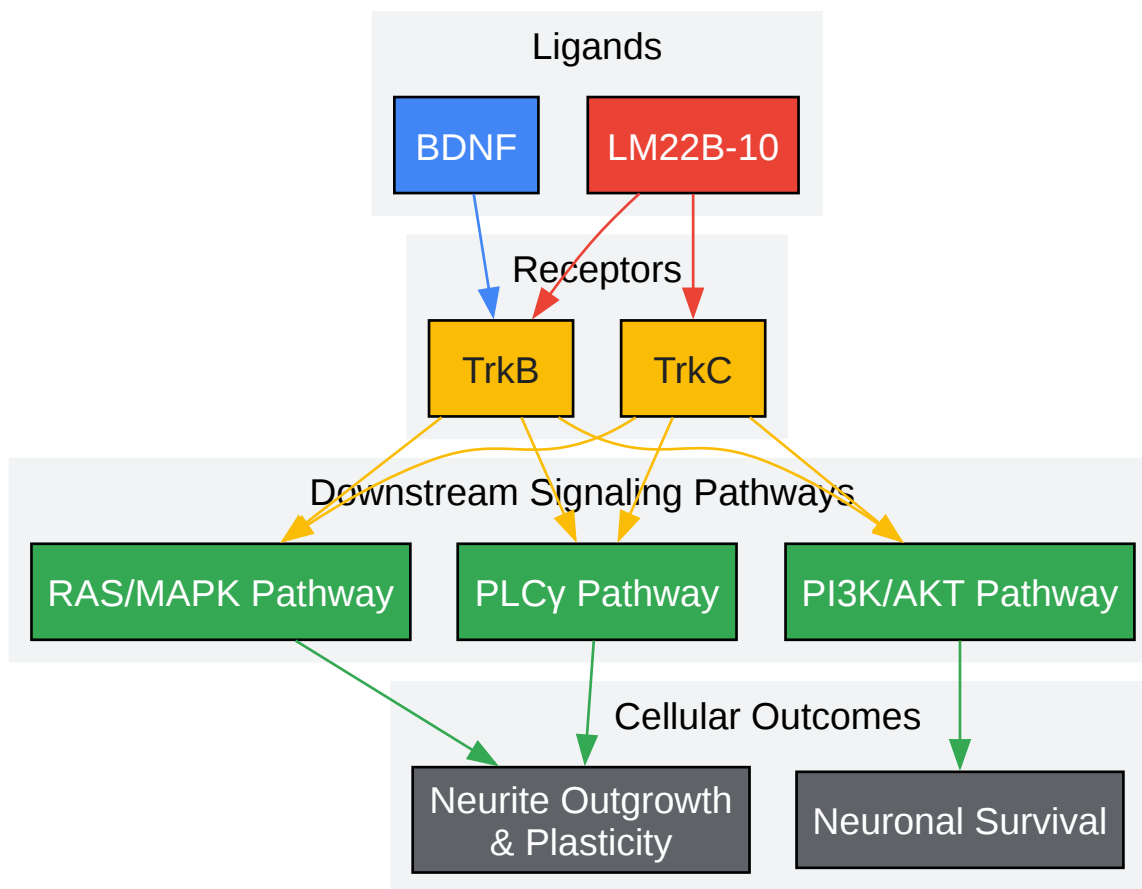 Ligands
BDNF
LM22B-10
Receptors
TrkB
TrkC
Downstream Signaling Pathways
RAS/MAPK Pathway
PLCγ Pathway
PI3K/AKT Pathway
Cellular Outcomes
Neurite Outgrowth
& Plasticity
Neuronal Survival